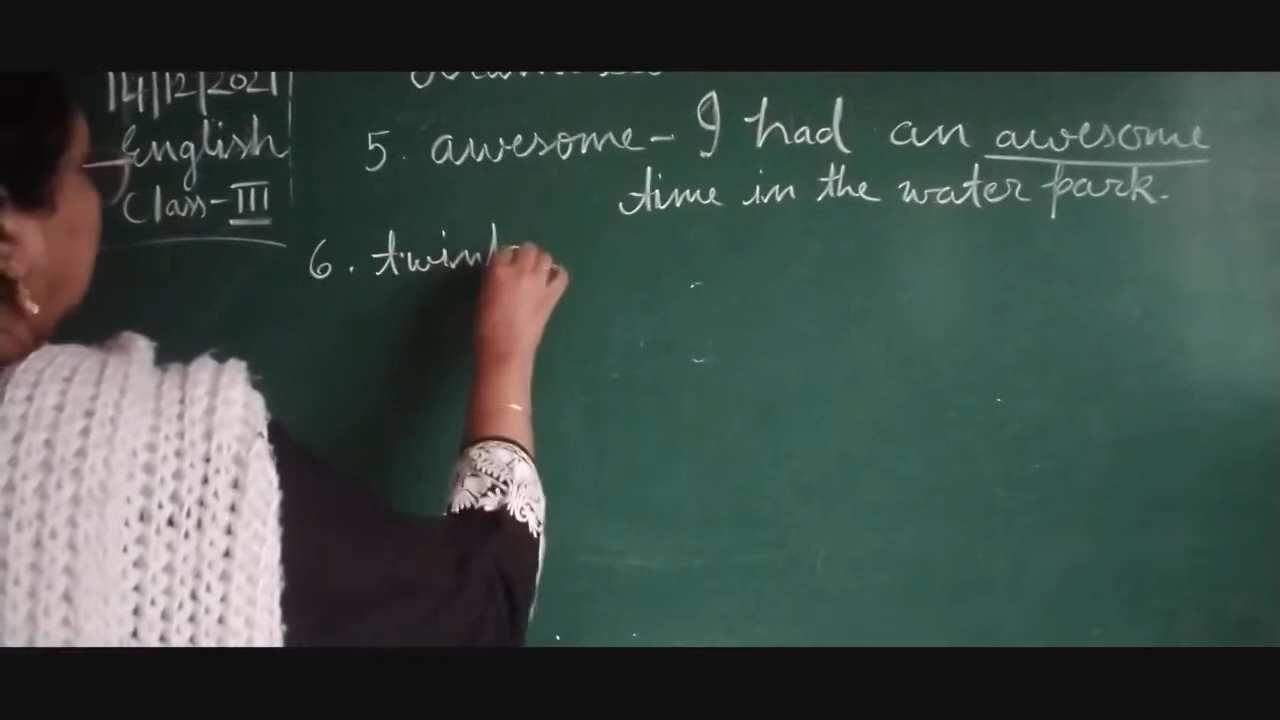 14/12/2021
English
Class-III
5. awesome - I had an awesome
time in the water park.
6.